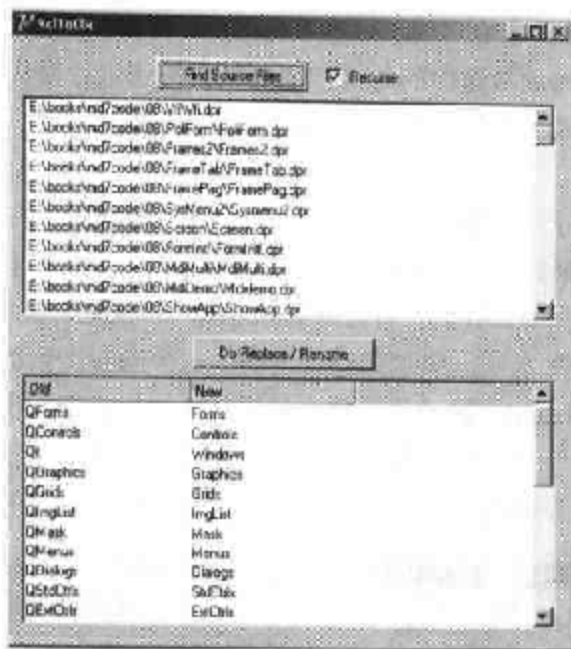 Find Source Files
Recurse
E:\books\md7code\08\
E:\books\md7code\08\PoliForm\PoliForm.dpr
E:\books\md7code\08\Frames2\Frames2.dpr
E:\books\md7code\08\FrameTab\FrameTab.dpr
E:\books\md7code\08\FramePag\FramePag.dpr
E:\books\md7code\08\SysMenu2\Sysmenu2.dpr
E:\books\md7code\08\Screen\Screen.dpr
E:\books\md7code\08\FormInt\FormIntf.dpr
E:\books\md7code\08\MdiMulti\MdiMulti.dpr
E:\books\md7code\08\MdiDemo\Mdidemo.dpr
E:\books\md7code\08\ShowApp\ShowApp.dpr
Do Replace / Rename
Old New
QForms Forms
QControls Controls
Qt Windows
QGraphics Graphics
QGrids Grids
QImgList ImgList
QMask Mask
QMenus Menus
QDialogs Dialogs
QStdCtrls StdCtrls
QExtCtrls ExtCtrls